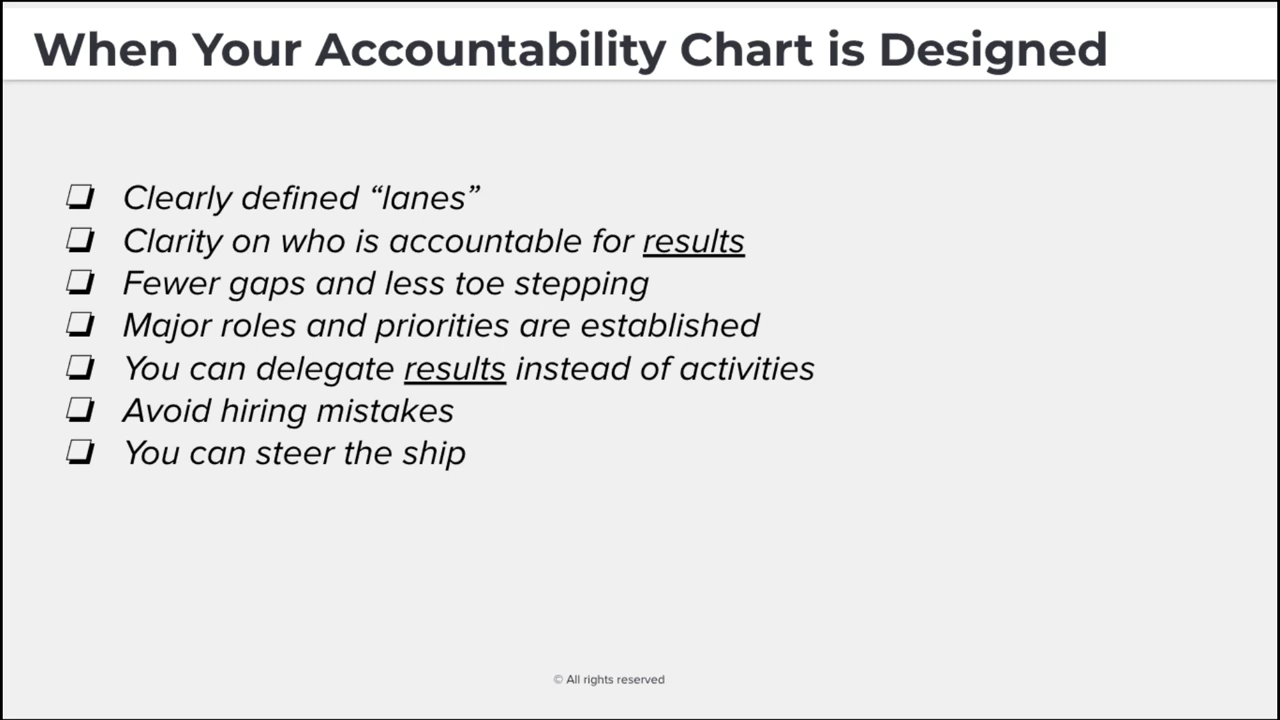 When Your Accountability Chart is Designed
❏ Clearly defined “lanes”
❏ Clarity on who is accountable for results
❏ Fewer gaps and less toe stepping
❏ Major roles and priorities are established
❏ You can delegate results instead of activities
❏ Avoid hiring mistakes
❏ You can steer the ship
© All rights reserved